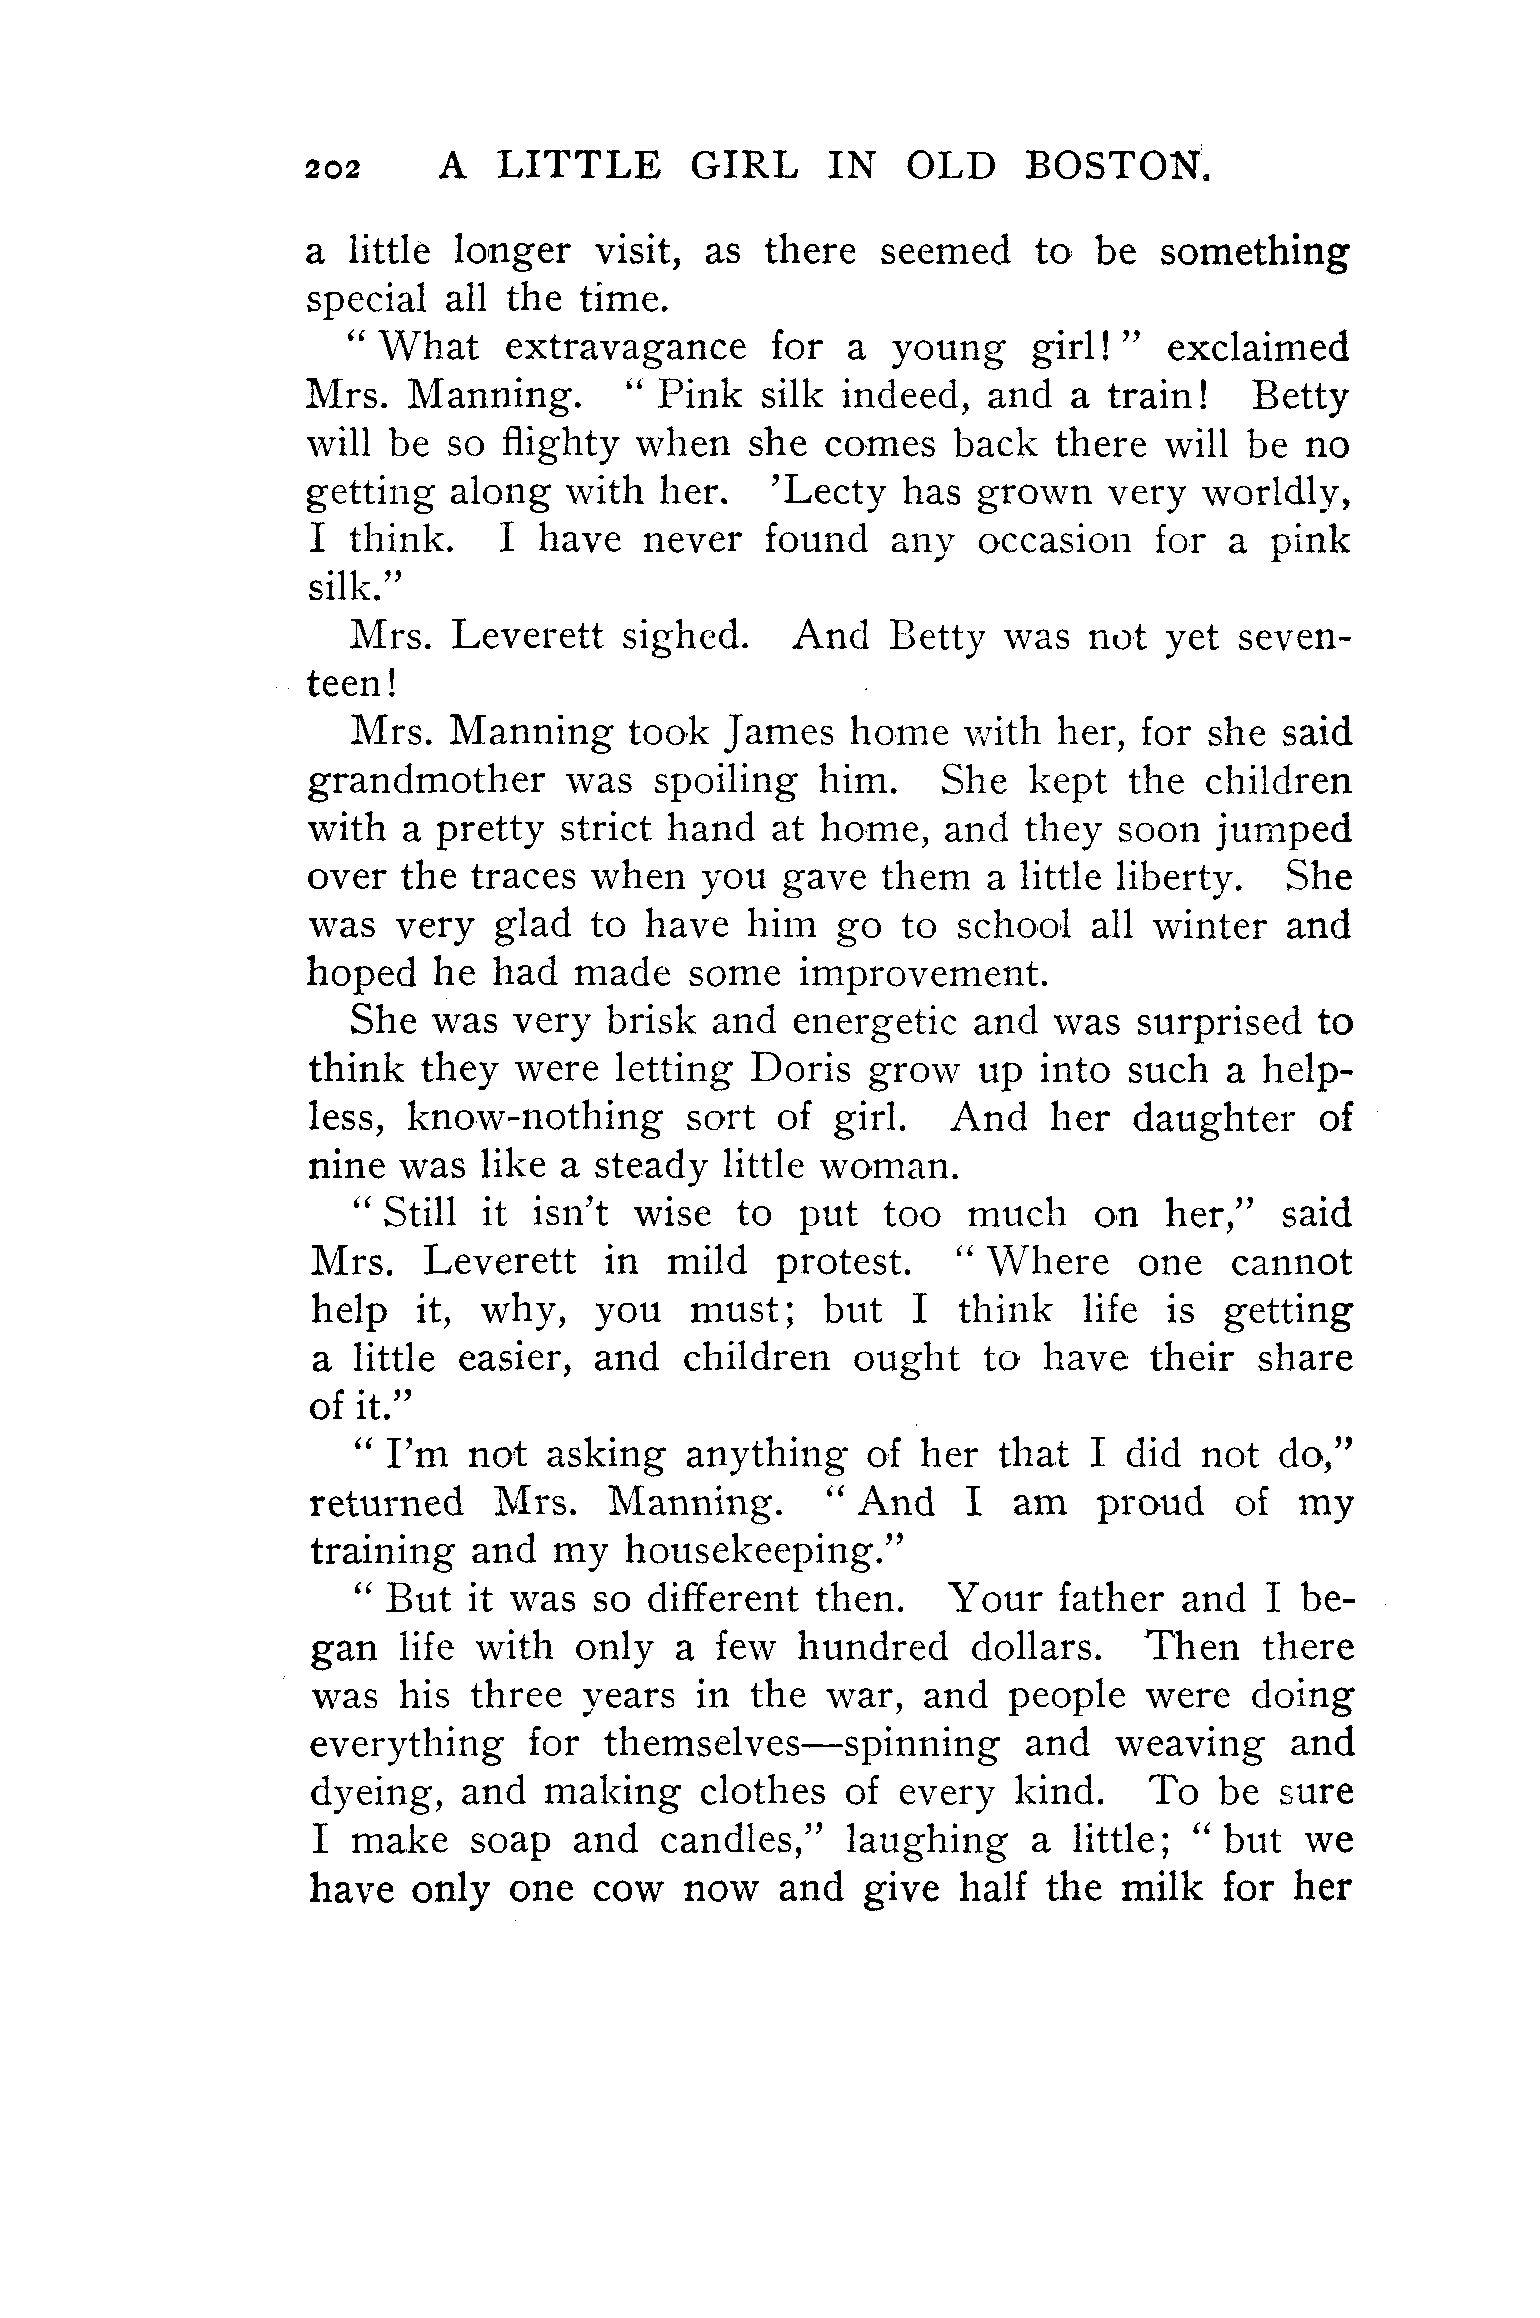 202 A LITTLE GIRL IN OLD BOSTON.
a little longer visit, as there seemed to be something
special all the time.
“ What extravagance for a young girl! ” exclaimed
Mrs. Manning. “ Pink silk indeed, and a train! Betty
will be so flighty when she comes back there will be no
getting along with her. ’Lecty has grown very worldly,
I think. I have never found any occasion for a pink
silk.”
Mrs. Leverett sighed. And Betty was not yet seven-
teen!
Mrs. Manning took James home with her, for she said
grandmother was spoiling him. She kept the children
with a pretty strict hand at home, and they soon jumped
over the traces when you gave them a little liberty. She
was very glad to have him go to school all winter and
hoped he had made some improvement.
She was very brisk and energetic and was surprised to
think they were letting Doris grow up into such a help-
less, know-nothing sort of girl. And her daughter of
nine was like a steady little woman.
“ Still it isn’t wise to put too much on her,” said
Mrs. Leverett in mild protest. “ Where one cannot
help it, why, you must; but I think life is getting
a little easier, and children ought to have their share
of it.”
“ I’m not asking anything of her that I did not do,”
returned Mrs. Manning. “ And I am proud of my
training and my housekeeping.”
“ But it was so different then. Your father and I be-
gan life with only a few hundred dollars. Then there
was his three years in the war, and people were doing
everything for themselves—spinning and weaving and
dyeing, and making clothes of every kind. To be sure
I make soap and candles,” laughing a little; “ but we
have only one cow now and give half the milk for her